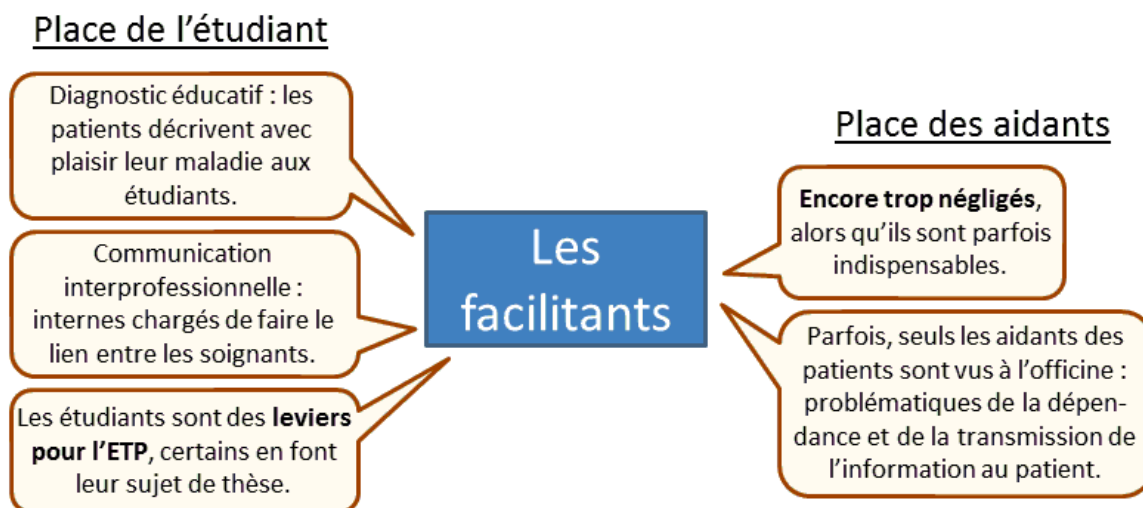 Place de l’étudiant
Diagnostic éducatif : les
patients décrivent avec
plaisir leur maladie aux
étudiants.
Communication
interprofessionnelle :
internes chargés de faire le
lien entre les soignants.
Les étudiants sont des leviers
pour l’ETP, certains en font
leur sujet de thèse.
Les
facilitants
Place des aidants
Encore trop négligés,
alors qu’ils sont parfois
indispensables.
Parfois, seuls les aidants des
patients sont vus à l’officine :
problématiques de la dépen-
dance et de la transmission de
l’information au patient.